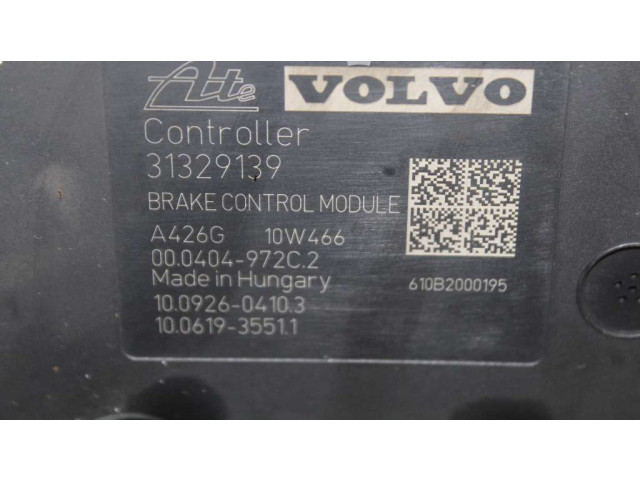 Ate VOLVO
Controller
31329139
BRAKE CONTROL MODULE
A426G 10W466
00.0404-972C.2
Made in Hungary
610B2000195
10.0926-0410.3
10.0619-3551.1